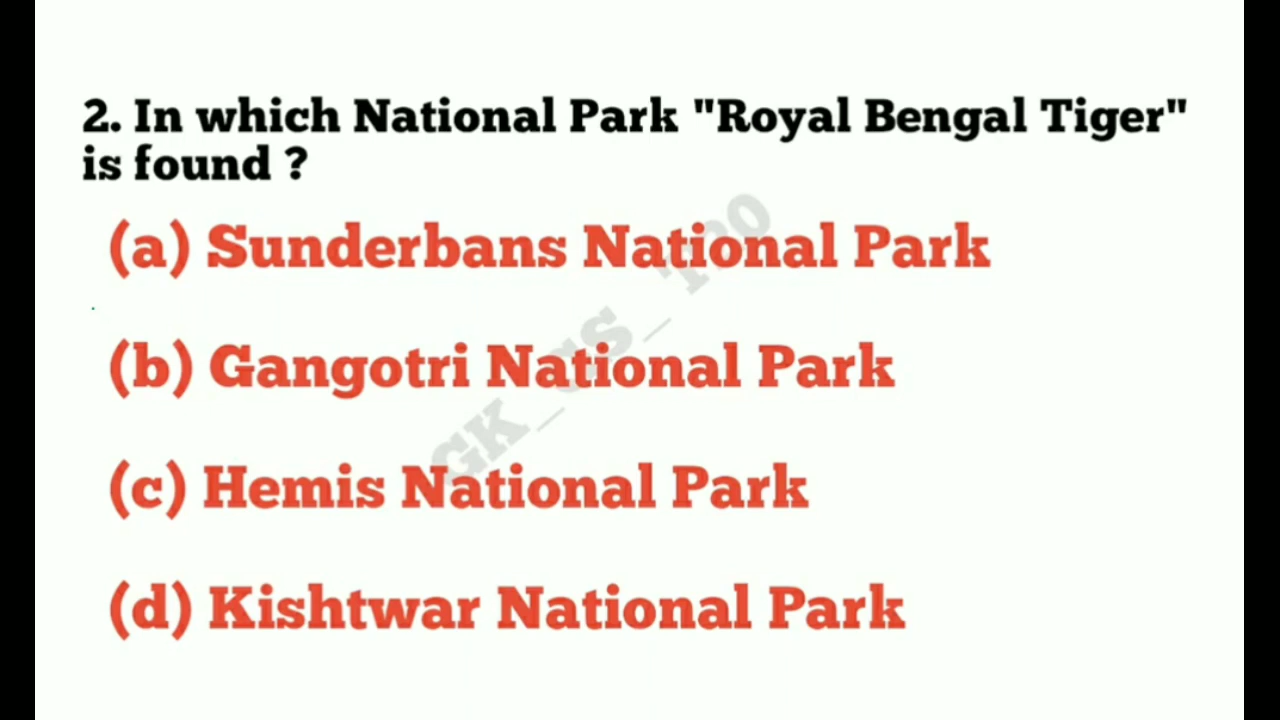 2. In which National Park "Royal Bengal Tiger"
is found ?
(a) Sunderbans National Park
(b) Gangotri National Park
(c) Hemis National Park
(d) Kishtwar National Park